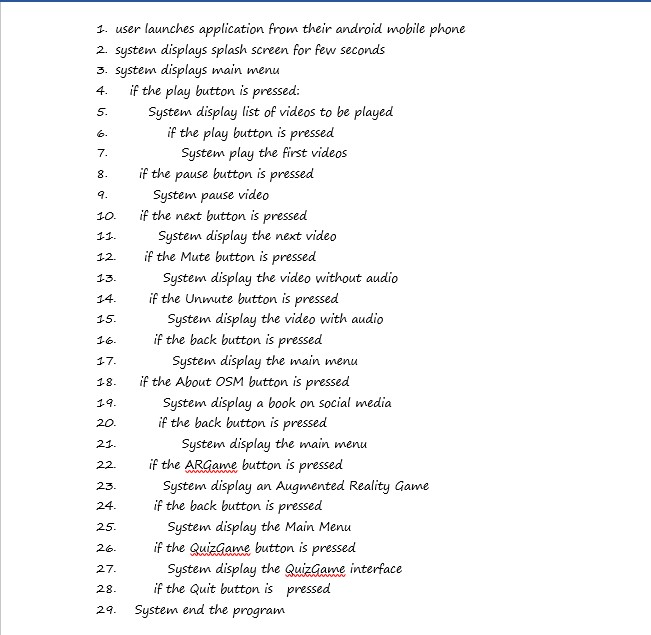 1. user launches application from their android mobile phone
2. system displays splash screen for few seconds
3. system displays main menu
4. if the play button is pressed:
5. System display list of videos to be played
6. if the play button is pressed
7. System play the first videos
8. if the pause button is pressed
9. System pause video
10. if the next button is pressed
11. System display the next video
12. if the Mute button is pressed
13. System display the video without audio
14. if the Unmute button is pressed
15. System display the video with audio
16. if the back button is pressed
17. System display the main menu
18. if the About OSM button is pressed
19. System display a book on social media
20. if the back button is pressed
21. System display the main menu
22. if the ARGame button is pressed
23. System display an Augmented Reality Game
24. if the back button is pressed
25. System display the Main Menu
26. if the QuizGame button is pressed
27. System display the QuizGame interface
28. if the Quit button is pressed
29. System end the program